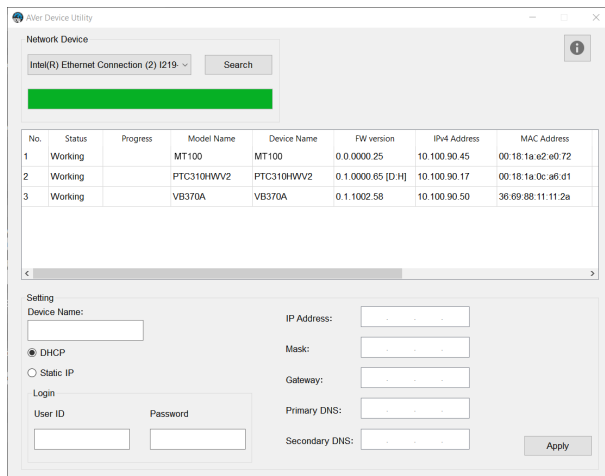 AVer Device Utility
Network Device
Intel(R) Ethernet Connection (2) I219-
Search
No. Status Progress Model Name Device Name FW version IPv4 Address MAC Address
1 Working MT100 MT100 0.0.0000.25 10.100.90.45 00:18:1a:e2:e0:72
2 Working PTC310HWV2 PTC310HWV2 0.1.0000.65 [D:H] 10.100.90.17 00:18:1a:0c:a6:d1
3 Working VB370A VB370A 0.1.1002.58 10.100.90.50 36:69:88:11:11:2a
Setting
Device Name:
DHCP
Static IP
Login
User ID Password
IP Address:
Mask:
Gateway:
Primary DNS:
Secondary DNS:
Apply